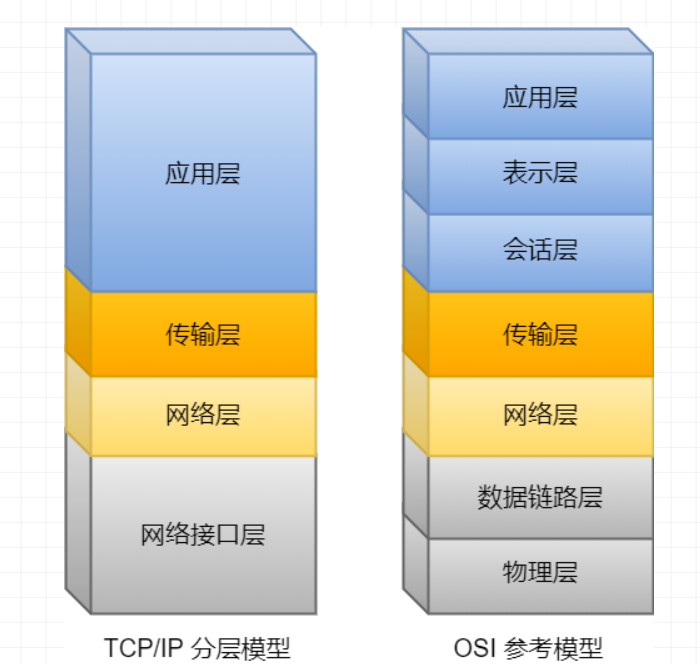 应用层
传输层
网络层
网络接口层
TCP/IP 分层模型
应用层
表示层
会话层
传输层
网络层
数据链路层
物理层
OSI 参考模型